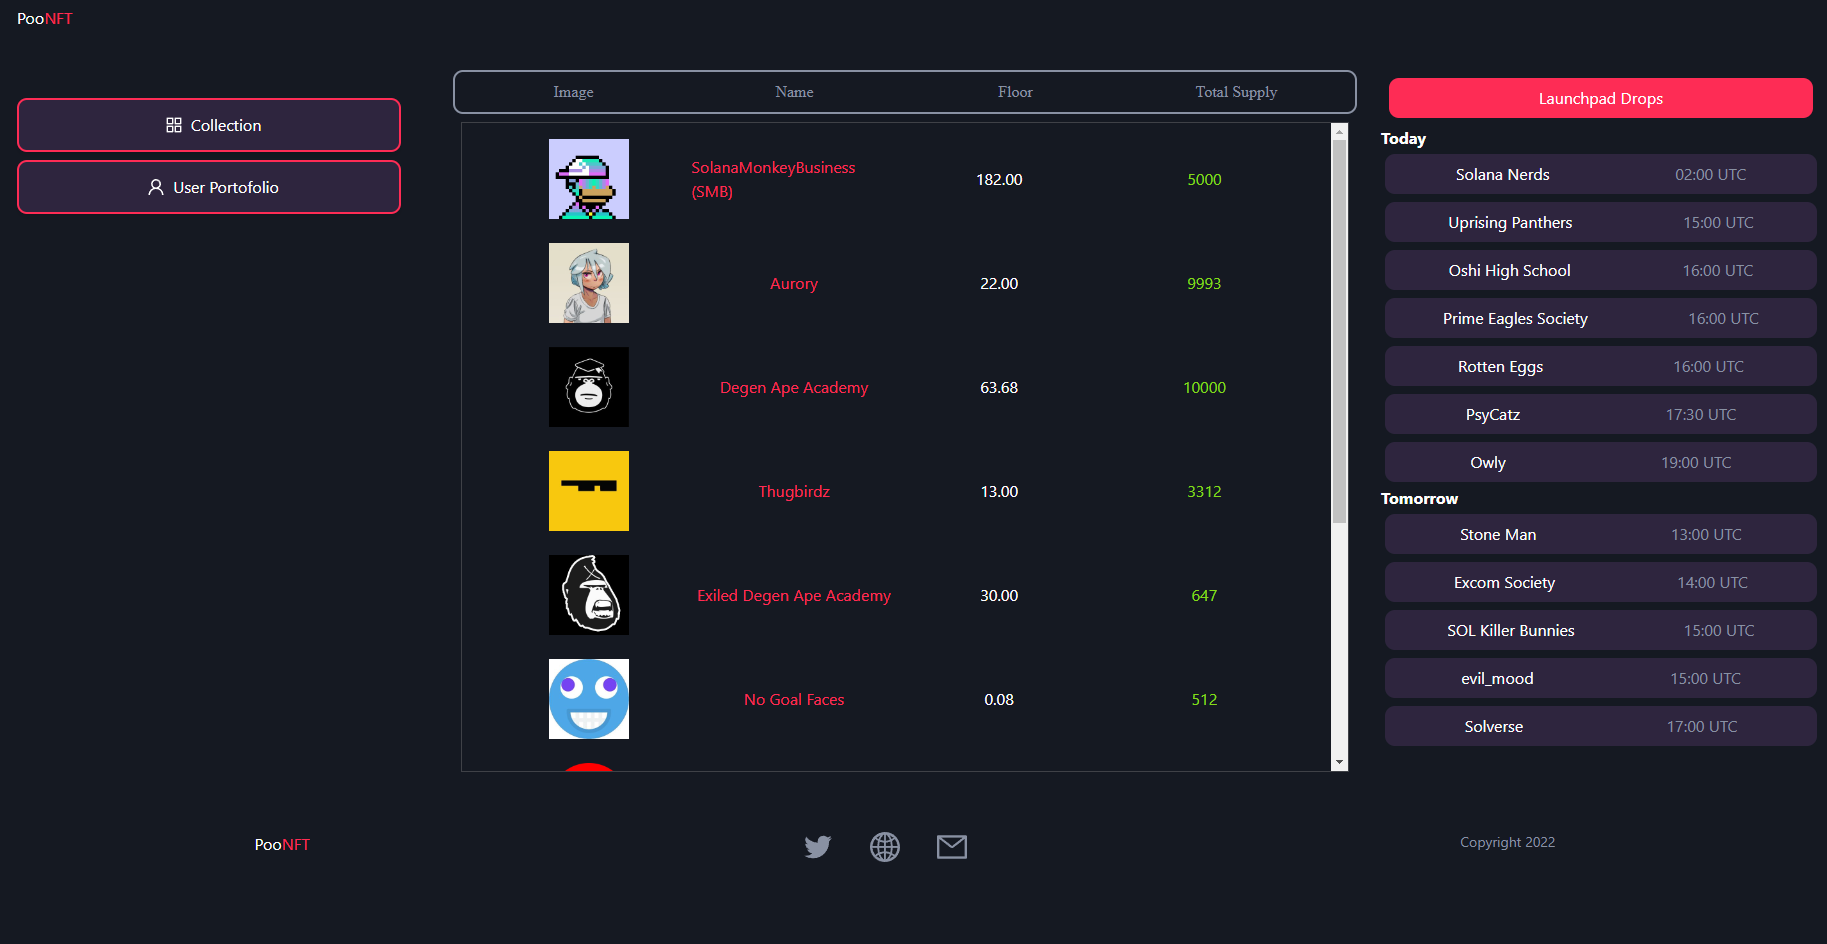 PooNFT
Collection
User Portofolio
Image Name Floor Total Supply
SolanaMonkeyBusiness
(SMB)
182.00 5000
Aurory 22.00 9993
Degen Ape Academy 63.68 10000
Thugbirdz 13.00 3312
Exiled Degen Ape Academy 30.00 647
No Goal Faces 0.08 512
Launchpad Drops
Today
Solana Nerds 02:00 UTC
Uprising Panthers 15:00 UTC
Oshi High School 16:00 UTC
Prime Eagles Society 16:00 UTC
Rotten Eggs 16:00 UTC
PsyCatz 17:30 UTC
Owly 19:00 UTC
Tomorrow
Stone Man 13:00 UTC
Excom Society 14:00 UTC
SOL Killer Bunnies 15:00 UTC
evil_mood 15:00 UTC
Solverse 17:00 UTC
PooNFT
Copyright 2022